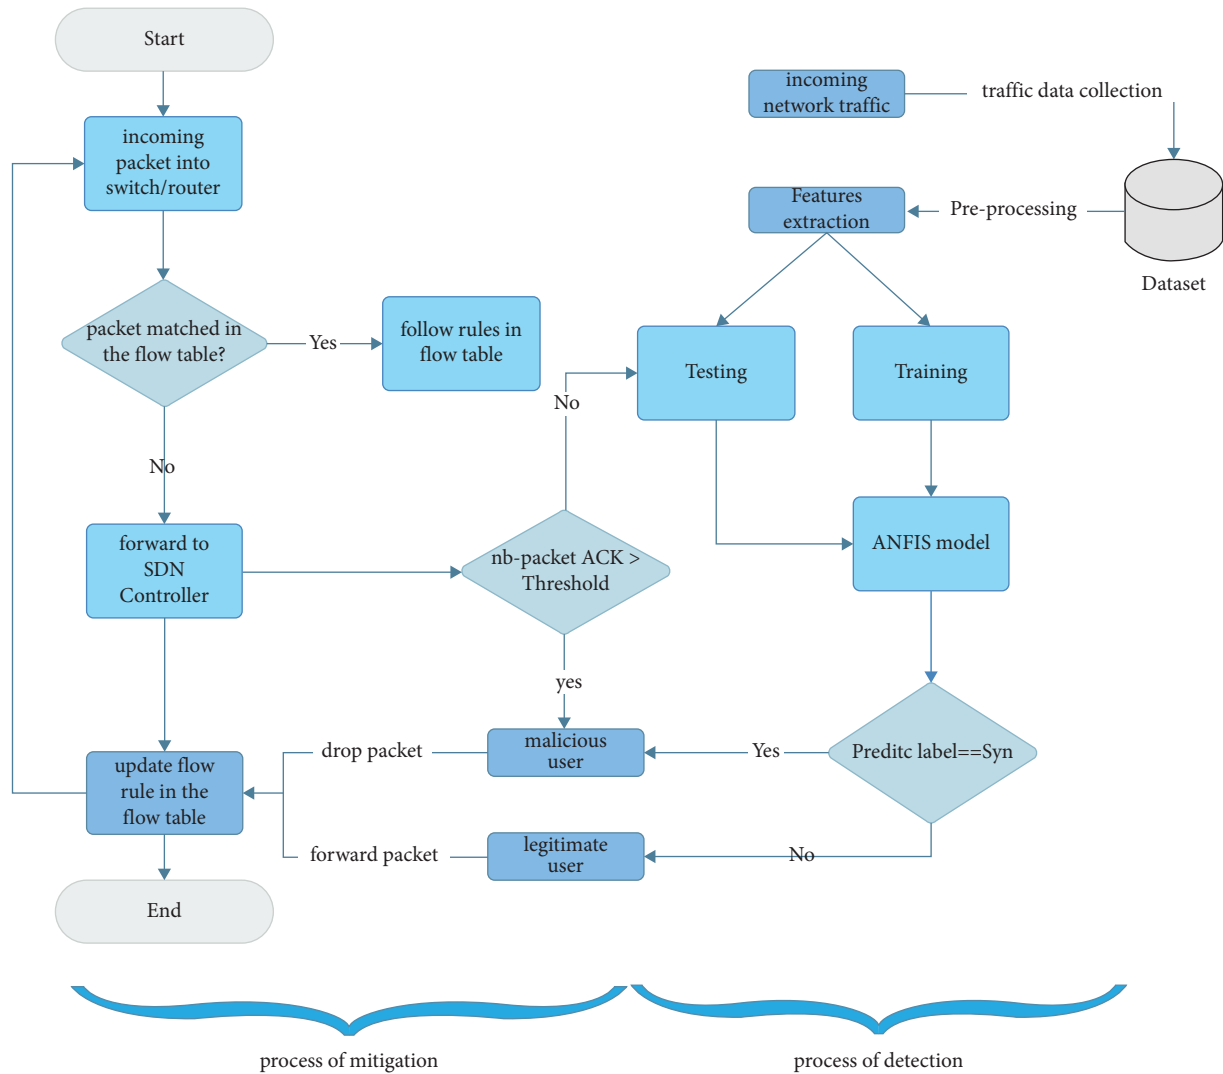 Start
incoming
packet into
switch/router
packet matched in
the flow table?
Yes
follow rules in
flow table
No
forward to
SDN
Controller
nb-packet ACK >
Threshold
No
yes
malicious
user
drop packet
update flow
rule in the
flow table
forward packet
legitimate
user
End
incoming
network traffic
traffic data collection
Dataset
Pre-processing
Features
extraction
Testing
Training
ANFIS model
Preditc label==Syn
Yes
No
process of mitigation
process of detection